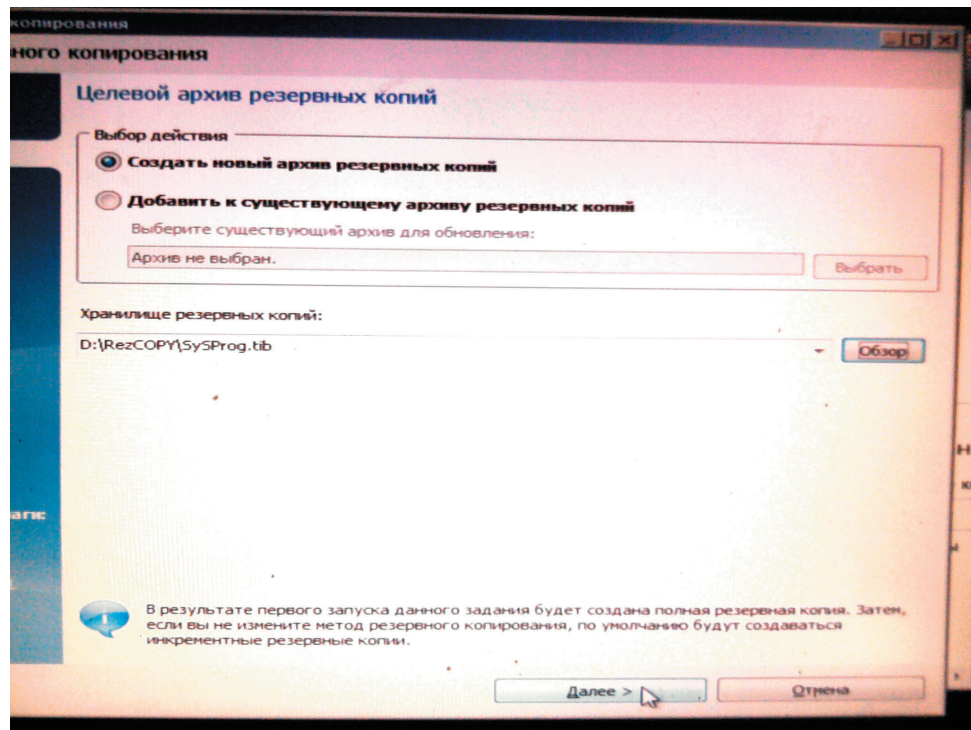 копирования
ного копирования
Целевой архив резервных копий
Выбор действия
Создать новый архив резервных копий
Добавить к существующему архиву резервных копий
Выберите существующий архив для обновления:
Архив не выбран.
Выбрать
Хранилище резервных копий:
D:\RezCOPY\SySProg.tib
Обзор
В результате первого запуска данного задания будет создана полная резервная копия. Затем,
если вы не измените метод резервного копирования, по умолчанию будут создаваться
инкрементные резервные копии.
Далее >
Отмена